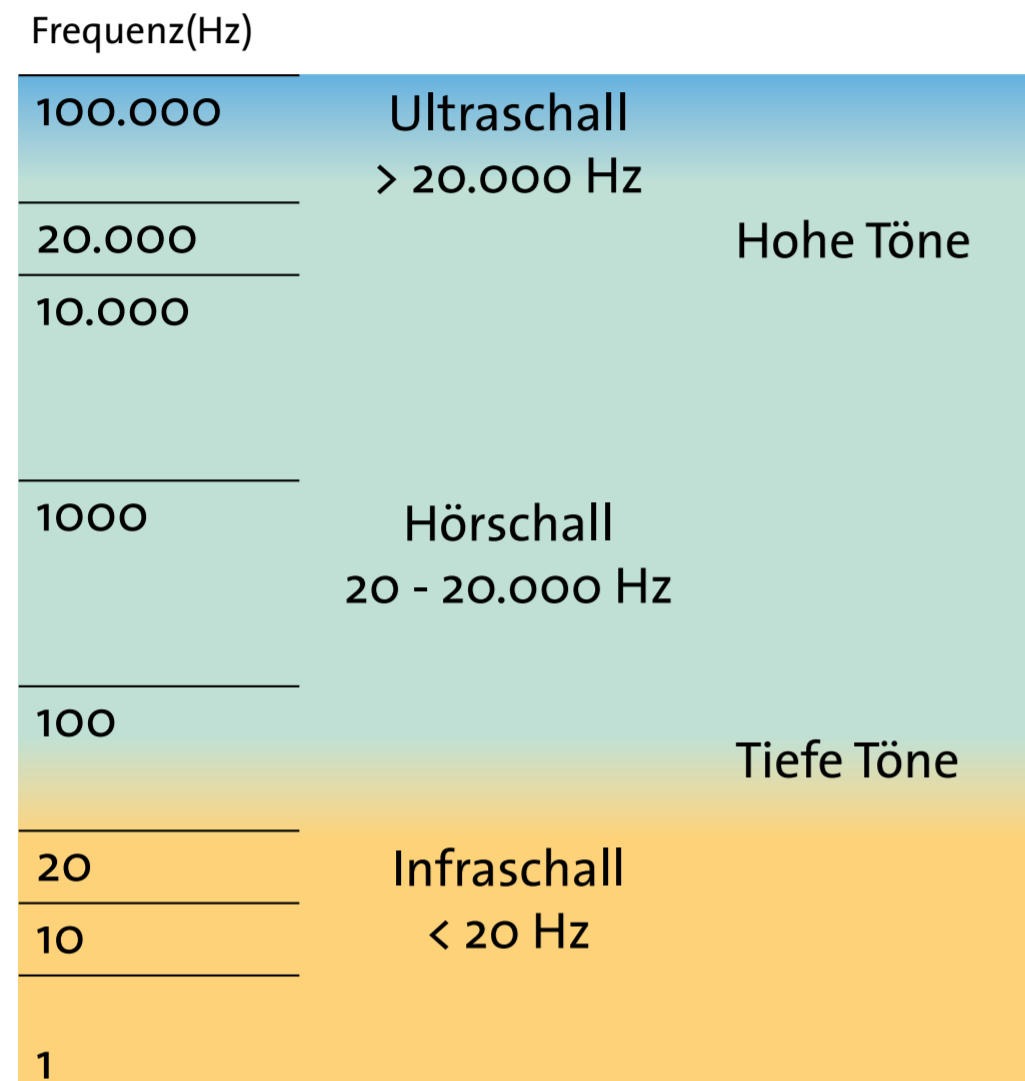 Frequenz(Hz)
100.000
Ultraschall
> 20.000 Hz
20.000
Hohe Töne
10.000
1000
Hörschall
20 - 20.000 Hz
100
Tiefe Töne
20
Infraschall
10
< 20 Hz
1